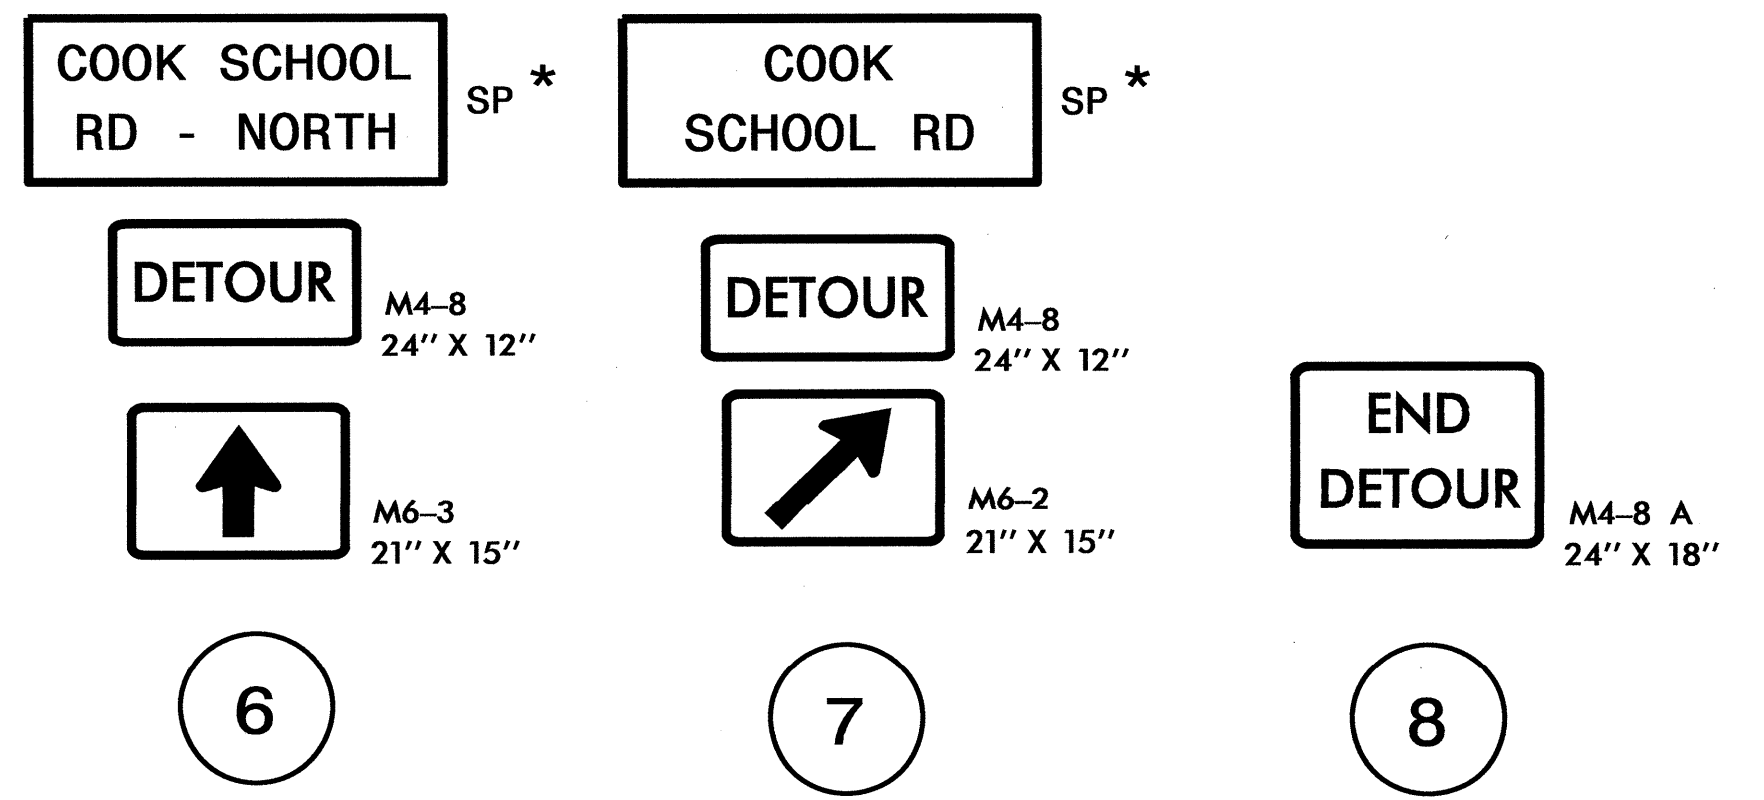 COOK SCHOOL
RD - NORTH
SP *
DETOUR
M4-8
24" X 12"
M6-3
21" X 15"
6
COOK
SCHOOL RD
SP *
DETOUR
M4-8
24" X 12"
M6-2
21" X 15"
7
END
DETOUR
M4-8 A
24" X 18"
8